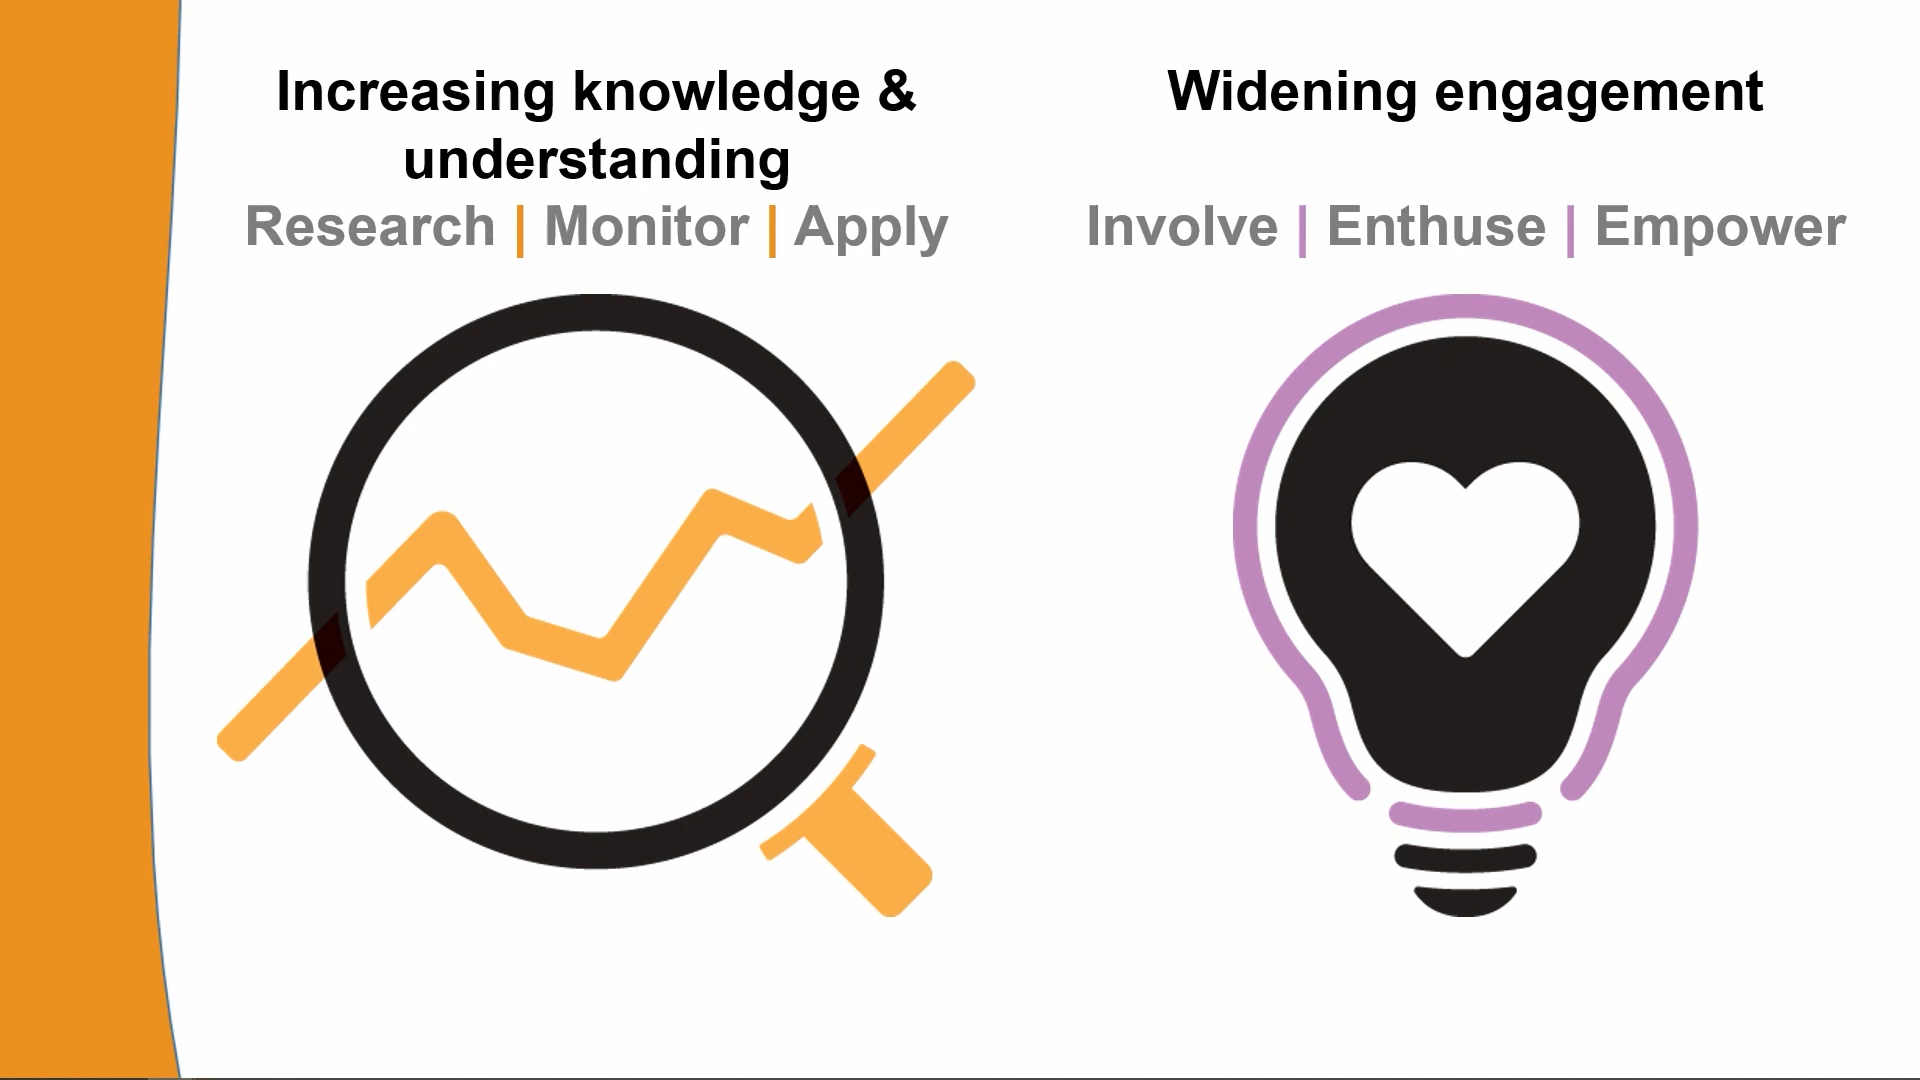 Increasing knowledge &
understanding
Research | Monitor | Apply
Widening engagement
Involve | Enthuse | Empower